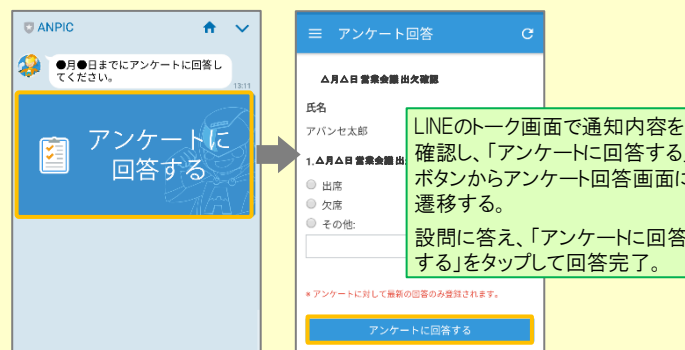 ANPIC
●月●日までにアンケートに回答し
てください。
13:11
アンケートに
回答する
アンケート回答
△月△日 営業会議 出欠確認
氏名
アバンセ太郎
1.△月△日 営業会議 出
出席
欠席
その他:
* アンケートに対して最新の回答のみ登録されます。
アンケートに回答する
LINEのトーク画面で通知内容を
確認し、「アンケートに回答する」
ボタンからアンケート回答画面に
遷移する。
設問に答え、「アンケートに回答
する」をタップして回答完了。